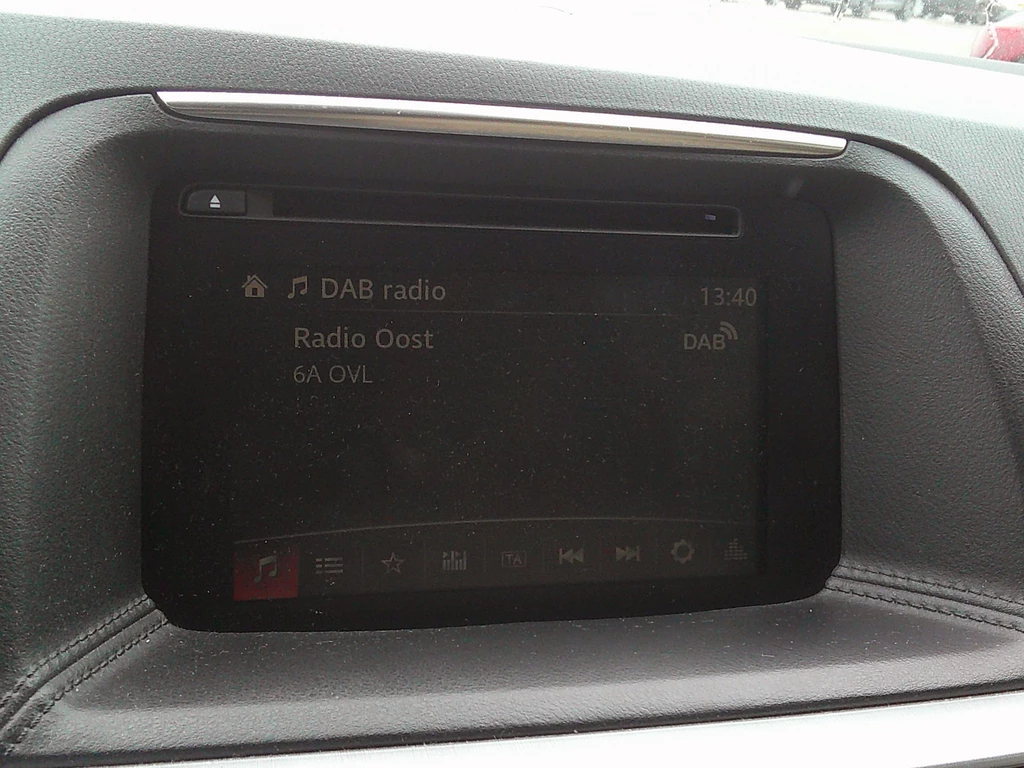 DAB radio 13:40
Radio Oost DAB
6A OVL
TA